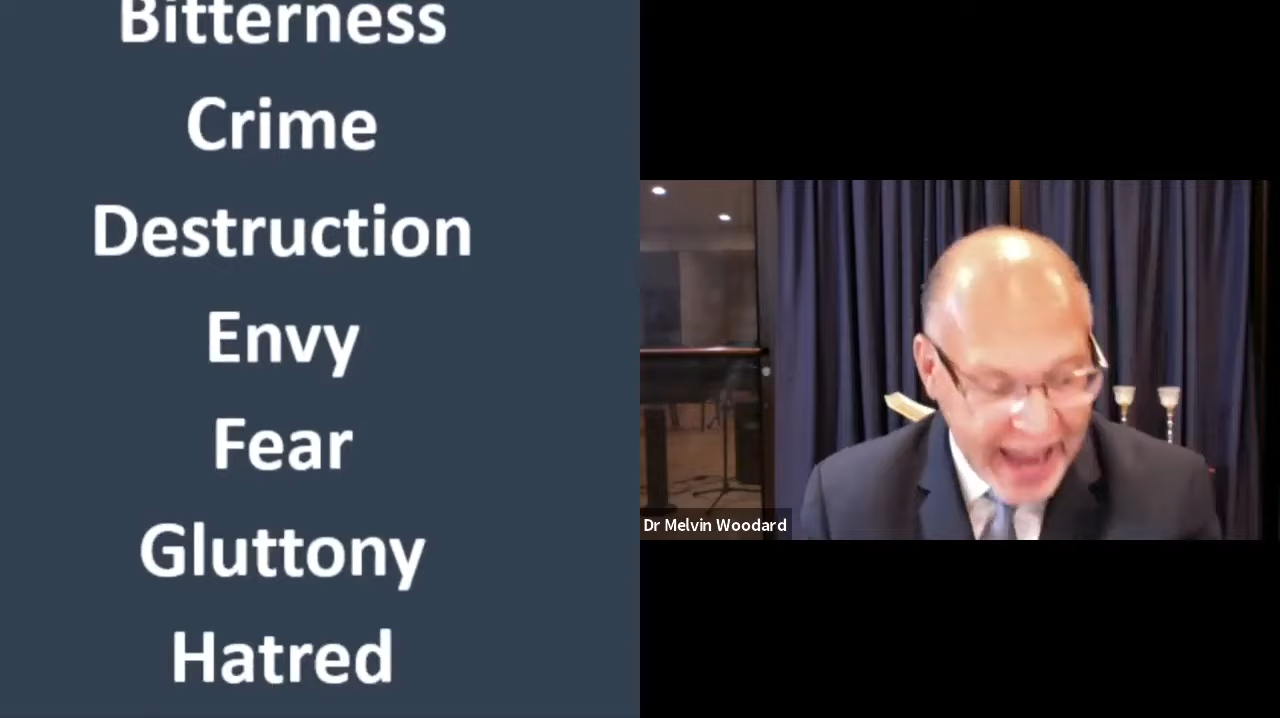 Bitterness
Crime
Destruction
Envy
Fear
Gluttony
Hatred
Dr Melvin Woodard